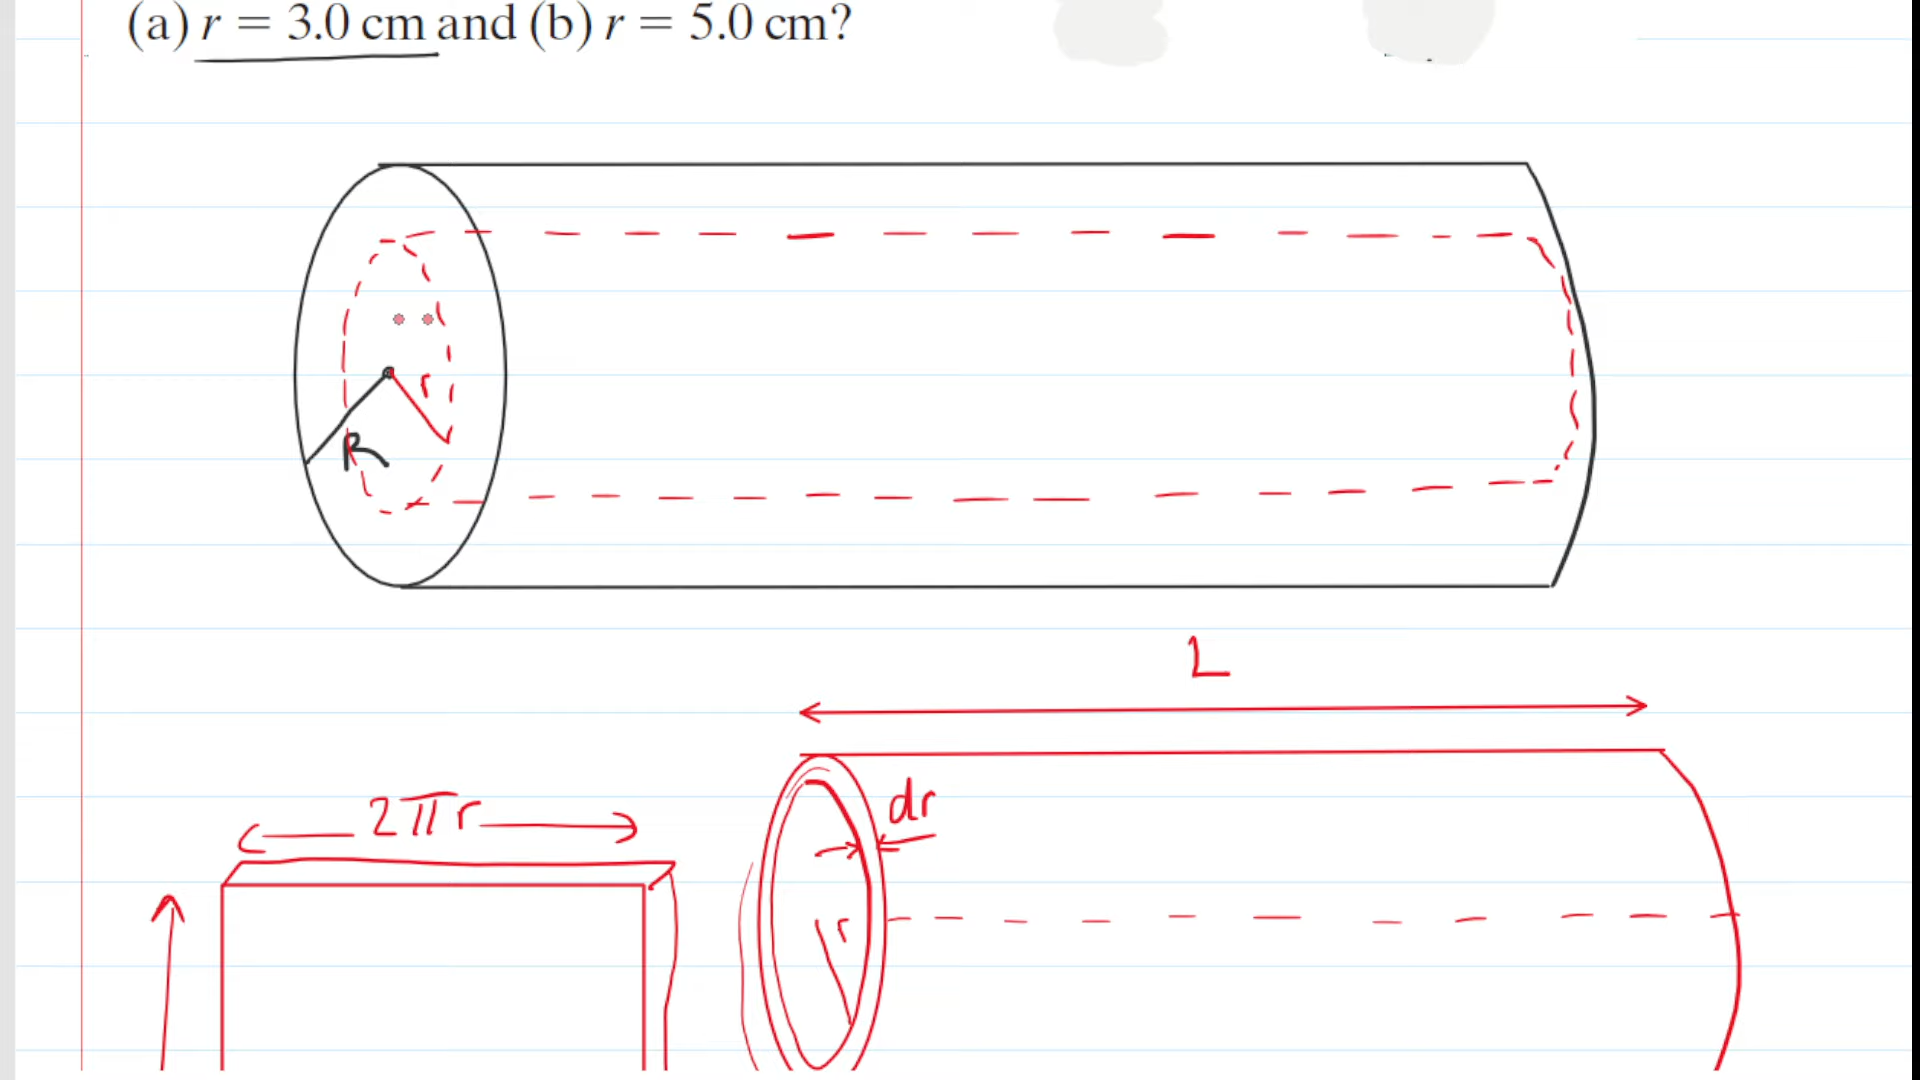 (a) r = 3.0 cm and (b) r = 5.0 cm?
r
R
L
2πr
dr
r